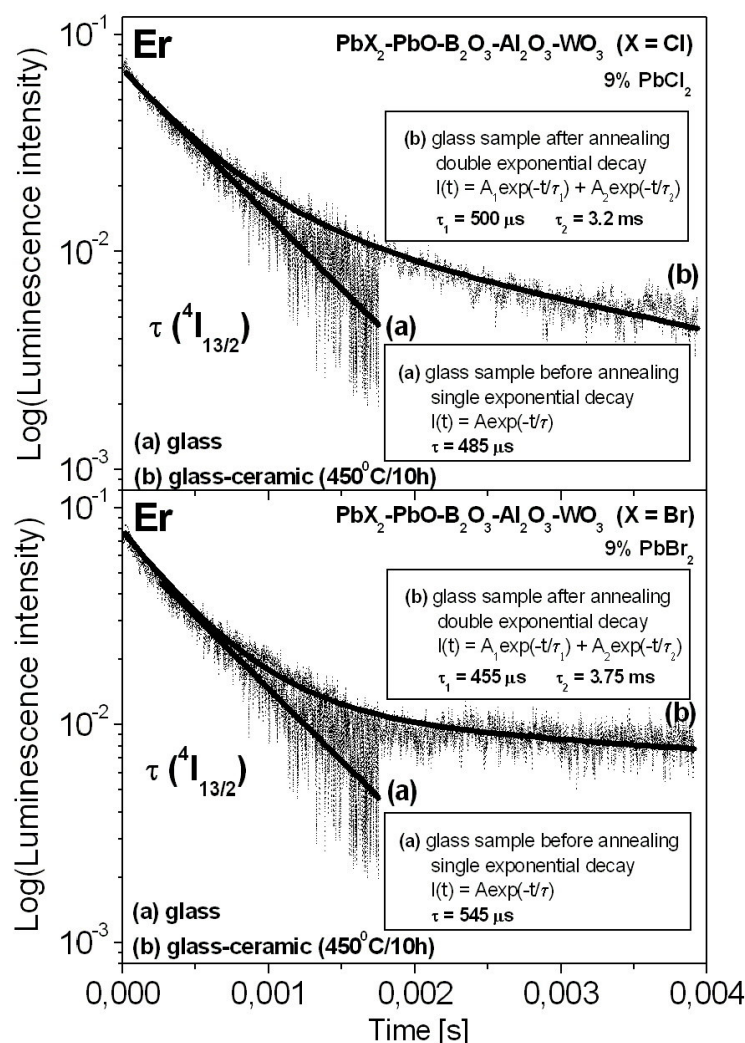 Er
PbX₂-PbO-B₂O₃-Al₂O₃-WO₃ (X = Cl)
9% PbCl₂
(b) glass sample after annealing
double exponential decay
I(t) = A₁exp(-t/τ₁) + A₂exp(-t/τ₂)
τ₁ = 500 μs τ₂ = 3.2 ms
(b)
(a)
τ (⁴I₁₃/₂)
(a) glass sample before annealing
single exponential decay
I(t) = Aexp(-t/τ)
τ = 485 μs
(a) glass
(b) glass-ceramic (450⁰C/10h)
10⁻¹
10⁻²
10⁻³
Log(Luminescence intensity)
Er
PbX₂-PbO-B₂O₃-Al₂O₃-WO₃ (X = Br)
9% PbBr₂
(b) glass sample after annealing
double exponential decay
I(t) = A₁exp(-t/τ₁) + A₂exp(-t/τ₂)
τ₁ = 455 μs τ₂ = 3.75 ms
(b)
τ (⁴I₁₃/₂)
(a)
(a) glass sample before annealing
single exponential decay
I(t) = Aexp(-t/τ)
τ = 545 μs
(a) glass
(b) glass-ceramic (450⁰C/10h)
10⁻¹
10⁻²
10⁻³
Log(Luminescence intensity)
0,000 0,001 0,002 0,003 0,004
Time [s]